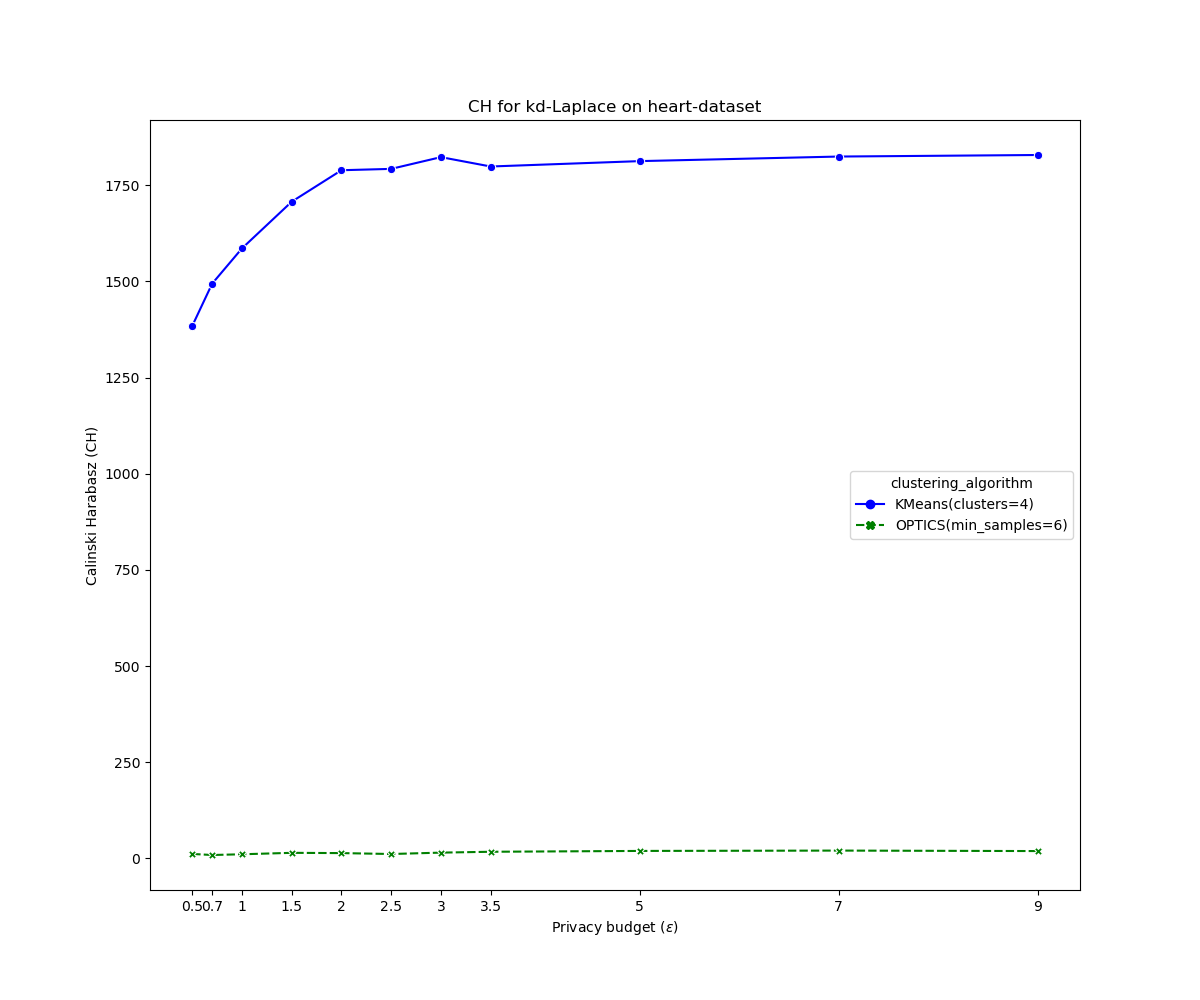 CH for kd-Laplace on heart-dataset
Calinski Harabasz (CH)
1750
1500
1250
1000
750
500
250
0
clustering_algorithm
KMeans(clusters=4)
OPTICS(min_samples=6)
0.5 0.7 1 1.5 2 2.5 3 3.5 5 7 9
Privacy budget (ε)